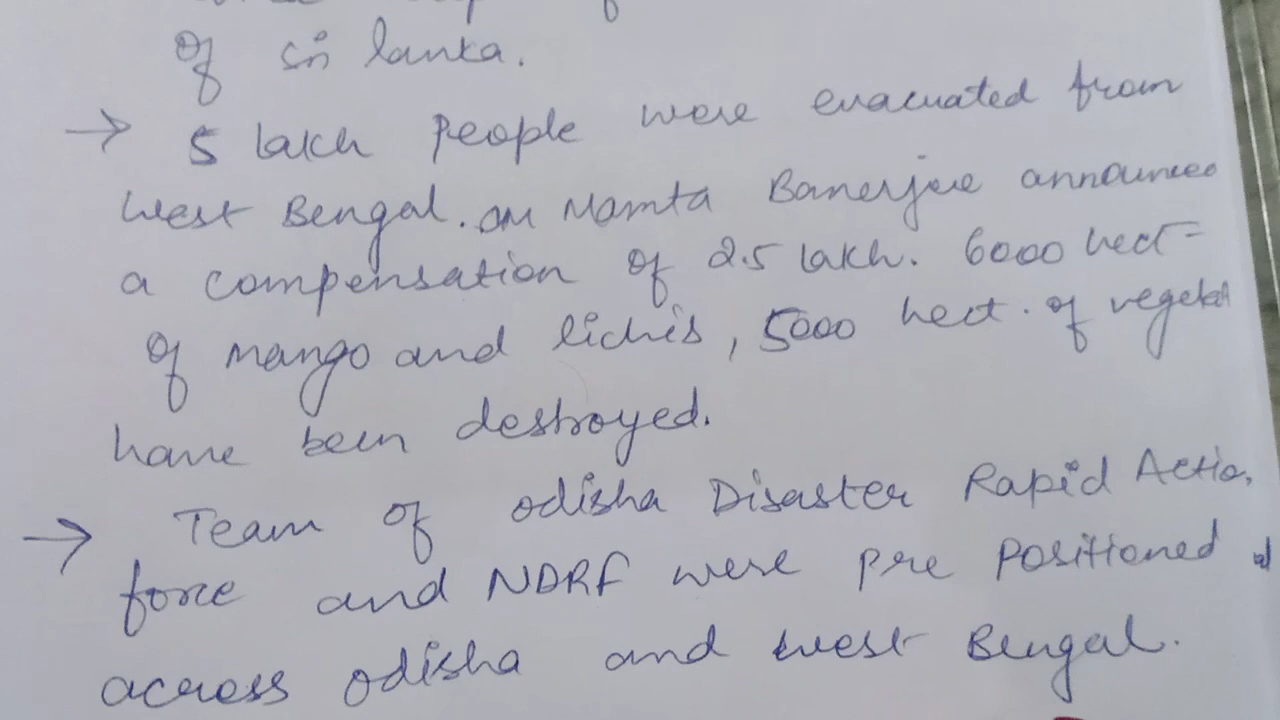 of Sri lanka.
→ 5 lakh People were evacuated from
West Bengal. CM Mamta Banerjee announced
a compensation of 2.5 lakh. 6000 hect-
of mango and lichis, 5000 hect. of veget
have been destroyed.
→ Team of odisha Disaster Rapid Action
force and NDRF were pre Positioned
across odisha and west Bengal.